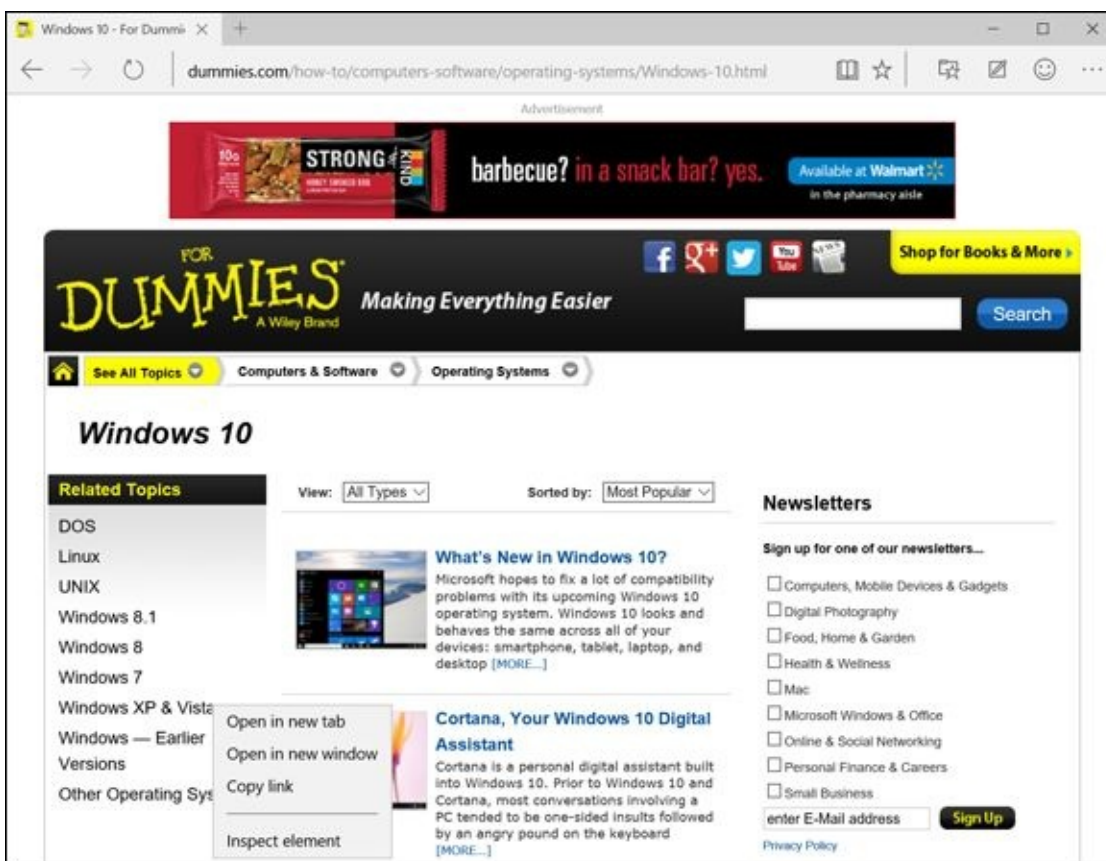 Windows 10 - For Dummi
dummies.com/how-to/computers-software/operating-systems/Windows-10.html
Advertisement
10g
STRONG
KIND
HONEY SMOKED BBQ
barbecue? in a snack bar? yes.
Available at Walmart
in the pharmacy aisle
FOR
DUMMIES
A Wiley Brand
Making Everything Easier
You
Tube
NEWS
Shop for Books & More
Search
See All Topics
Computers & Software
Operating Systems
Windows 10
Related Topics
DOS
Linux
UNIX
Windows 8.1
Windows 8
Windows 7
Windows XP & Vista
Windows — Earlier
Versions
Other Operating Sys
Open in new tab
Open in new window
Copy link
Inspect element
View: All Types
Sorted by: Most Popular
What's New in Windows 10?
Microsoft hopes to fix a lot of compatibility
problems with its upcoming Windows 10
operating system. Windows 10 looks and
behaves the same across all of your
devices: smartphone, tablet, laptop, and
desktop [MORE...]
Cortana, Your Windows 10 Digital
Assistant
Cortana is a personal digital assistant built
into Windows 10. Prior to Windows 10 and
Cortana, most conversations involving a
PC tended to be one-sided insults followed
by an angry pound on the keyboard
[MORE...]
Newsletters
Sign up for one of our newsletters...
Computers, Mobile Devices & Gadgets
Digital Photography
Food, Home & Garden
Health & Wellness
Mac
Microsoft Windows & Office
Online & Social Networking
Personal Finance & Careers
Small Business
enter E-Mail address
Sign Up
Privacy Policy